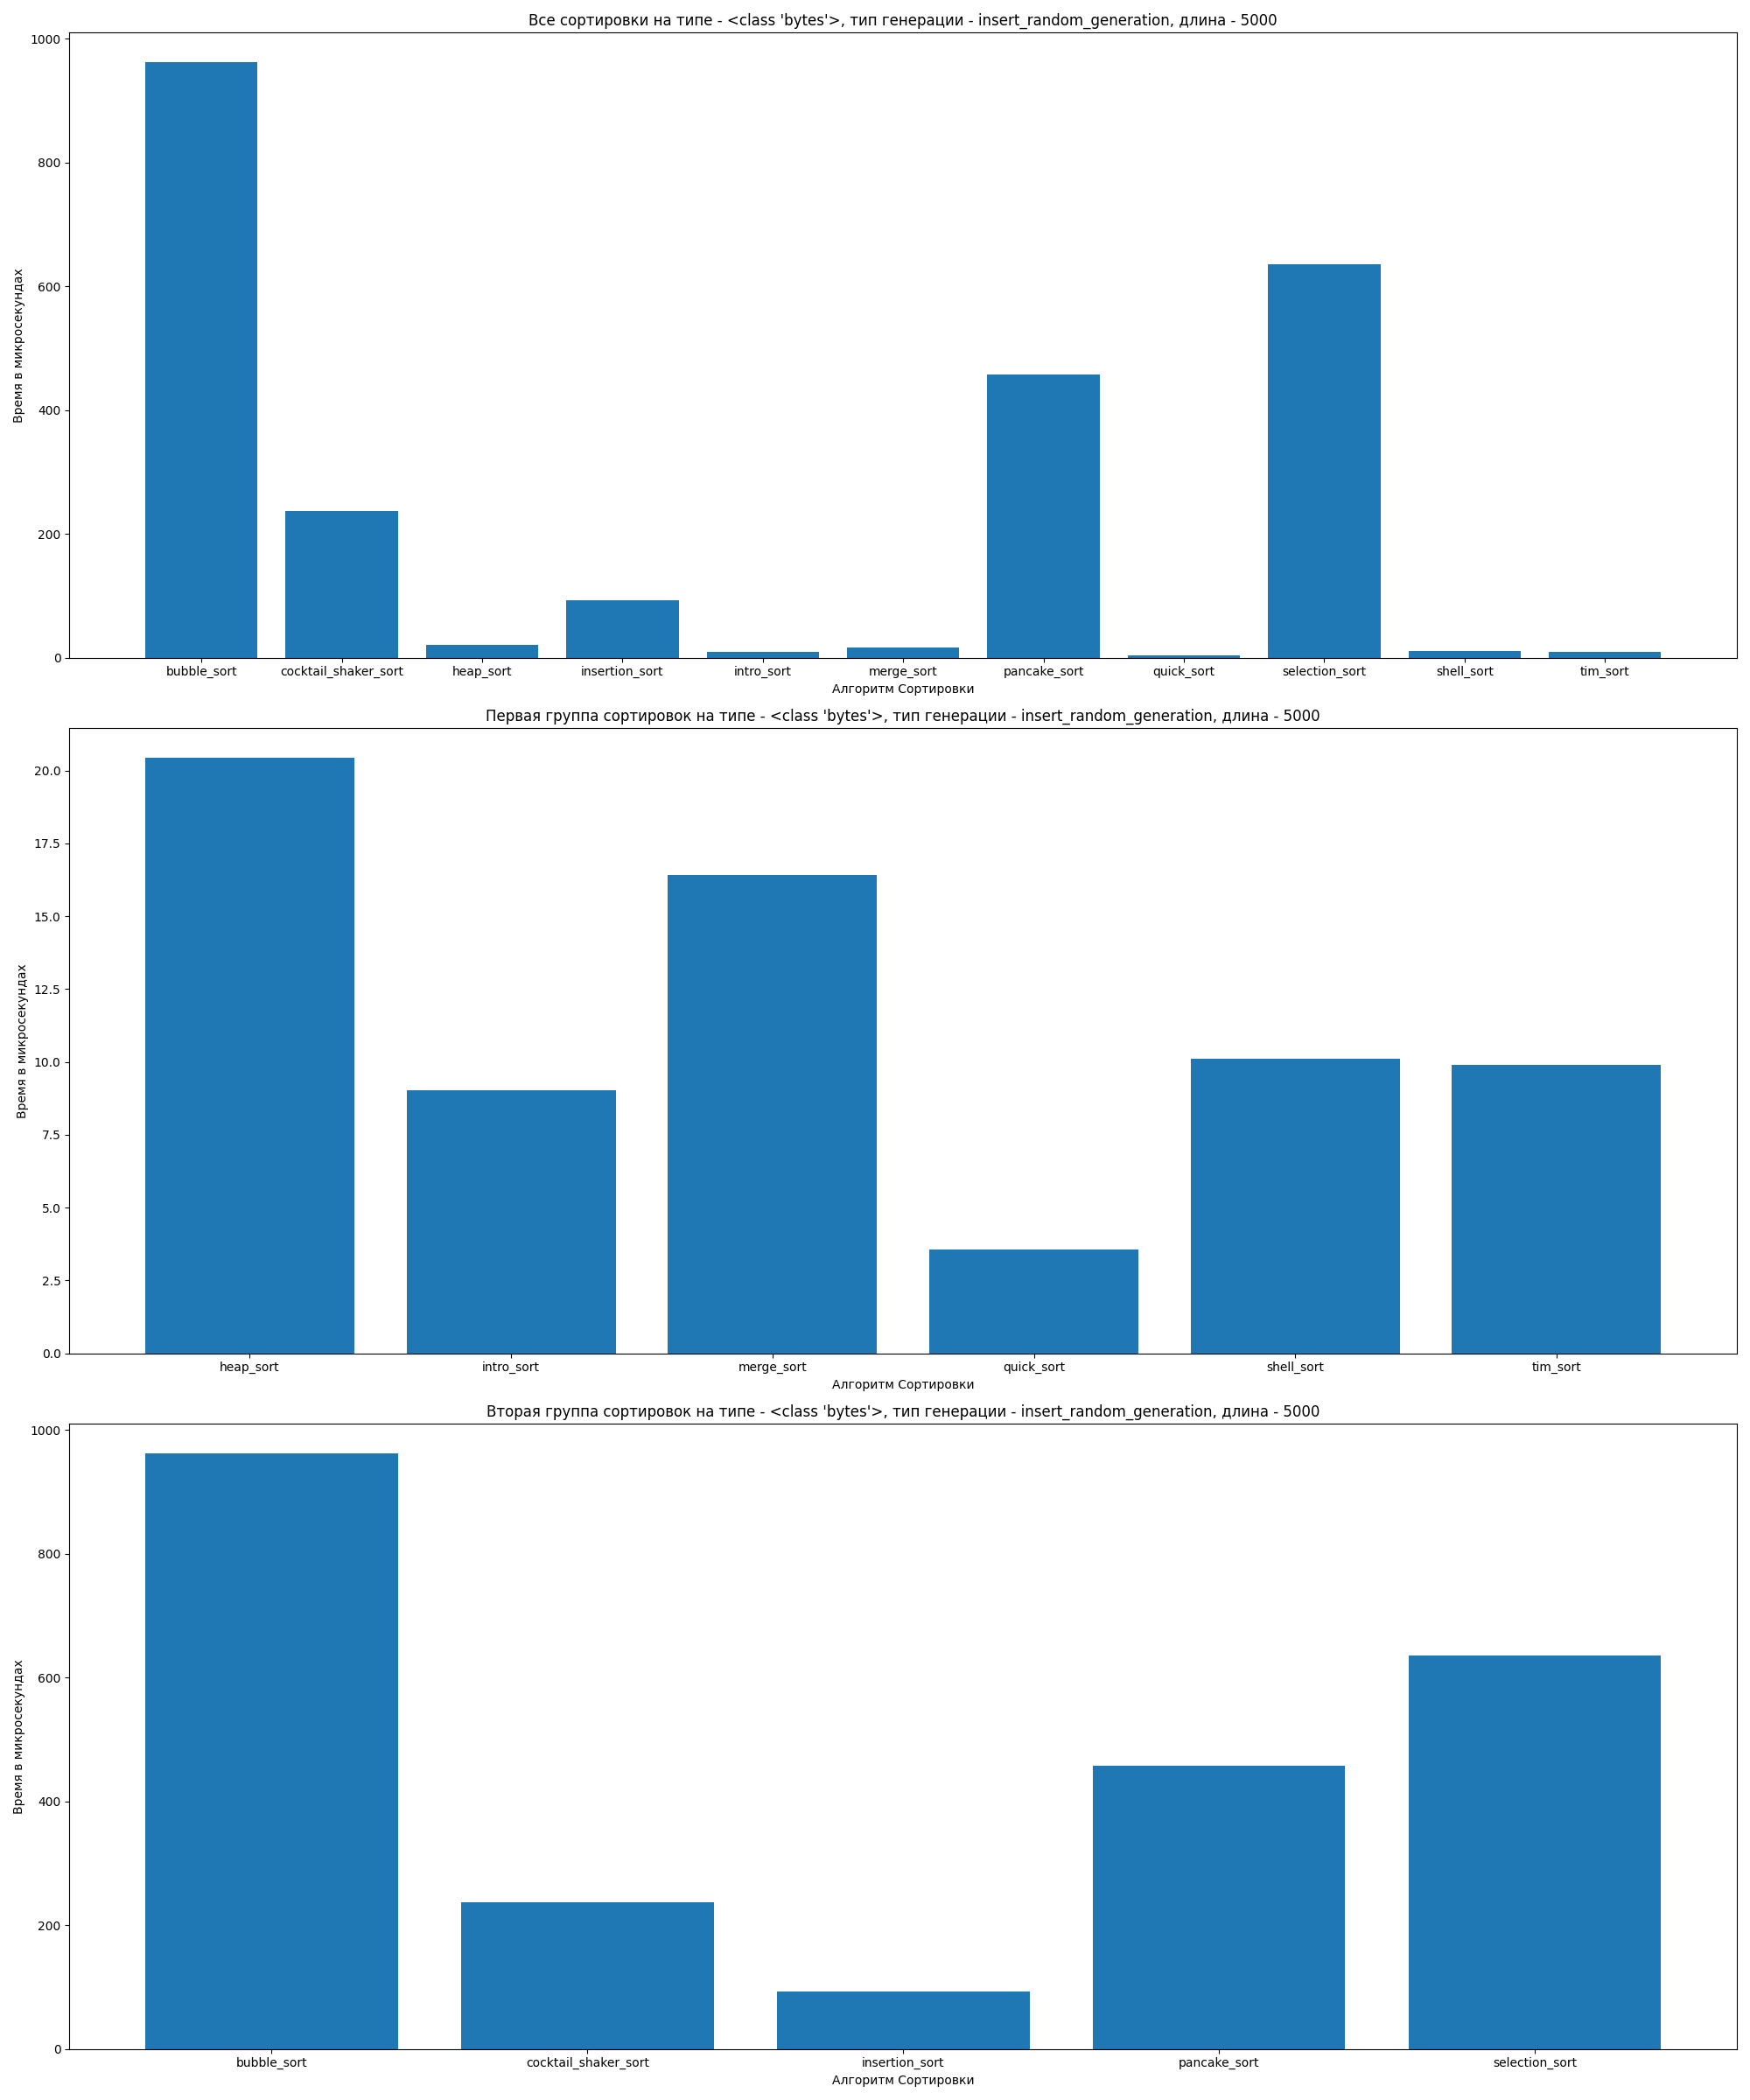 Все сортировки на типе - <class 'bytes'>, тип генерации - insert_random_generation, длина - 5000
Время в микросекундах
1000
800
600
400
200
0
bubble_sort cocktail_shaker_sort heap_sort insertion_sort intro_sort merge_sort pancake_sort quick_sort selection_sort shell_sort tim_sort
Алгоритм Сортировки
Первая группа сортировок на типе - <class 'bytes'>, тип генерации - insert_random_generation, длина - 5000
Время в микросекундах
20.0
17.5
15.0
12.5
10.0
7.5
5.0
2.5
0.0
heap_sort intro_sort merge_sort quick_sort shell_sort tim_sort
Алгоритм Сортировки
Вторая группа сортировок на типе - <class 'bytes'>, тип генерации - insert_random_generation, длина - 5000
Время в микросекундах
1000
800
600
400
200
0
bubble_sort cocktail_shaker_sort insertion_sort pancake_sort selection_sort
Алгоритм Сортировки